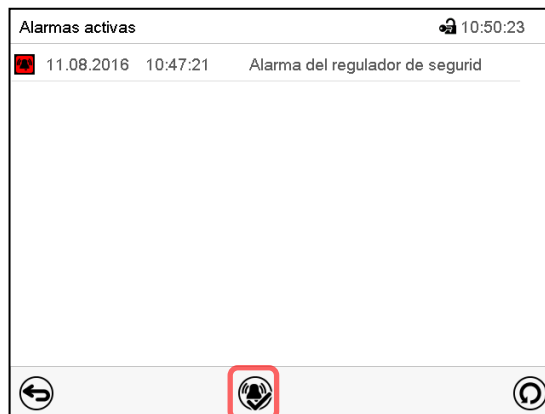 Alarmas activas 10:50:23
11.08.2016 10:47:21 Alarma del regulador de segurid